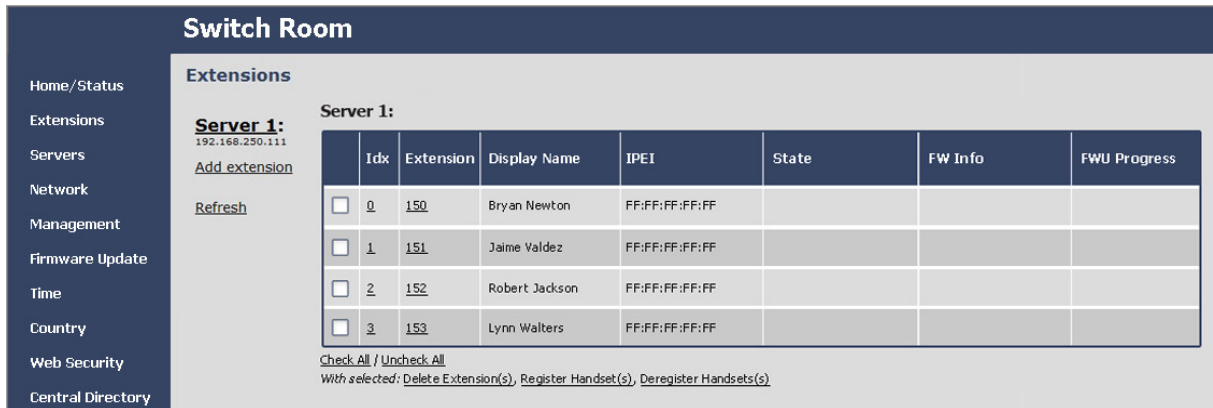 Switch Room
Home/Status
Extensions
Servers
Network
Management
Firmware Update
Time
Country
Web Security
Central Directory
Extensions
Server 1:
192.168.250.111
Add extension
Refresh
Server 1:
Idx Extension Display Name IPEI State FW Info FWU Progress
0 150 Bryan Newton FF:FF:FF:FF:FF
1 151 Jaime Valdez FF:FF:FF:FF:FF
2 152 Robert Jackson FF:FF:FF:FF:FF
3 153 Lynn Walters FF:FF:FF:FF:FF
Check All / Uncheck All
With selected: Delete Extension(s), Register Handset(s), Deregister Handsets(s)